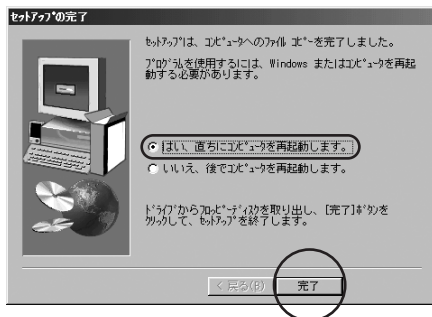 ｾｯﾄｱｯﾌﾟの完了
ｾｯﾄｱｯﾌﾟは、ｺﾝﾋﾟｭｰﾀへのﾌｧｲﾙ ｺﾋﾟｰを完了しました。
ﾌﾟﾛｸﾞﾗﾑを使用するには、Windows またはｺﾝﾋﾟｭｰﾀを再起
動する必要があります。
はい、直ちにｺﾝﾋﾟｭｰﾀを再起動します。
いいえ、後でｺﾝﾋﾟｭｰﾀを再起動します。
ﾄﾞﾗｲﾌﾞからﾌﾛｯﾋﾟｰﾃﾞｨｽｸを取り出し、[完了]ﾎﾞﾀﾝを
ｸﾘｯｸして、ｾｯﾄｱｯﾌﾟを終了します。
< 戻る(B)
完了